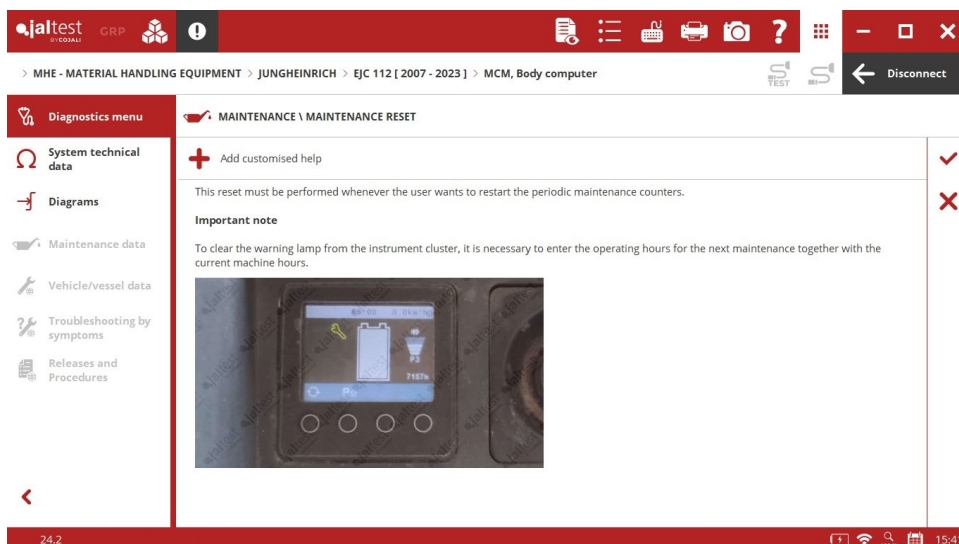 jaltest
BY COJALI
GRP
TEST
> MHE - MATERIAL HANDLING EQUIPMENT > JUNGHEINRICH > EJC 112 [ 2007 - 2023 ] > MCM, Body computer
Disconnect
Diagnostics menu
MAINTENANCE \ MAINTENANCE RESET
System technical
data
Add customised help
Diagrams
This reset must be performed whenever the user wants to restart the periodic maintenance counters.
Important note
Maintenance data
To clear the warning lamp from the instrument cluster, it is necessary to enter the operating hours for the next maintenance together with the
current machine hours.
Vehicle/vessel data
Troubleshooting by
symptoms
Releases and
Procedures
P3
7157h
jaltest
24.2